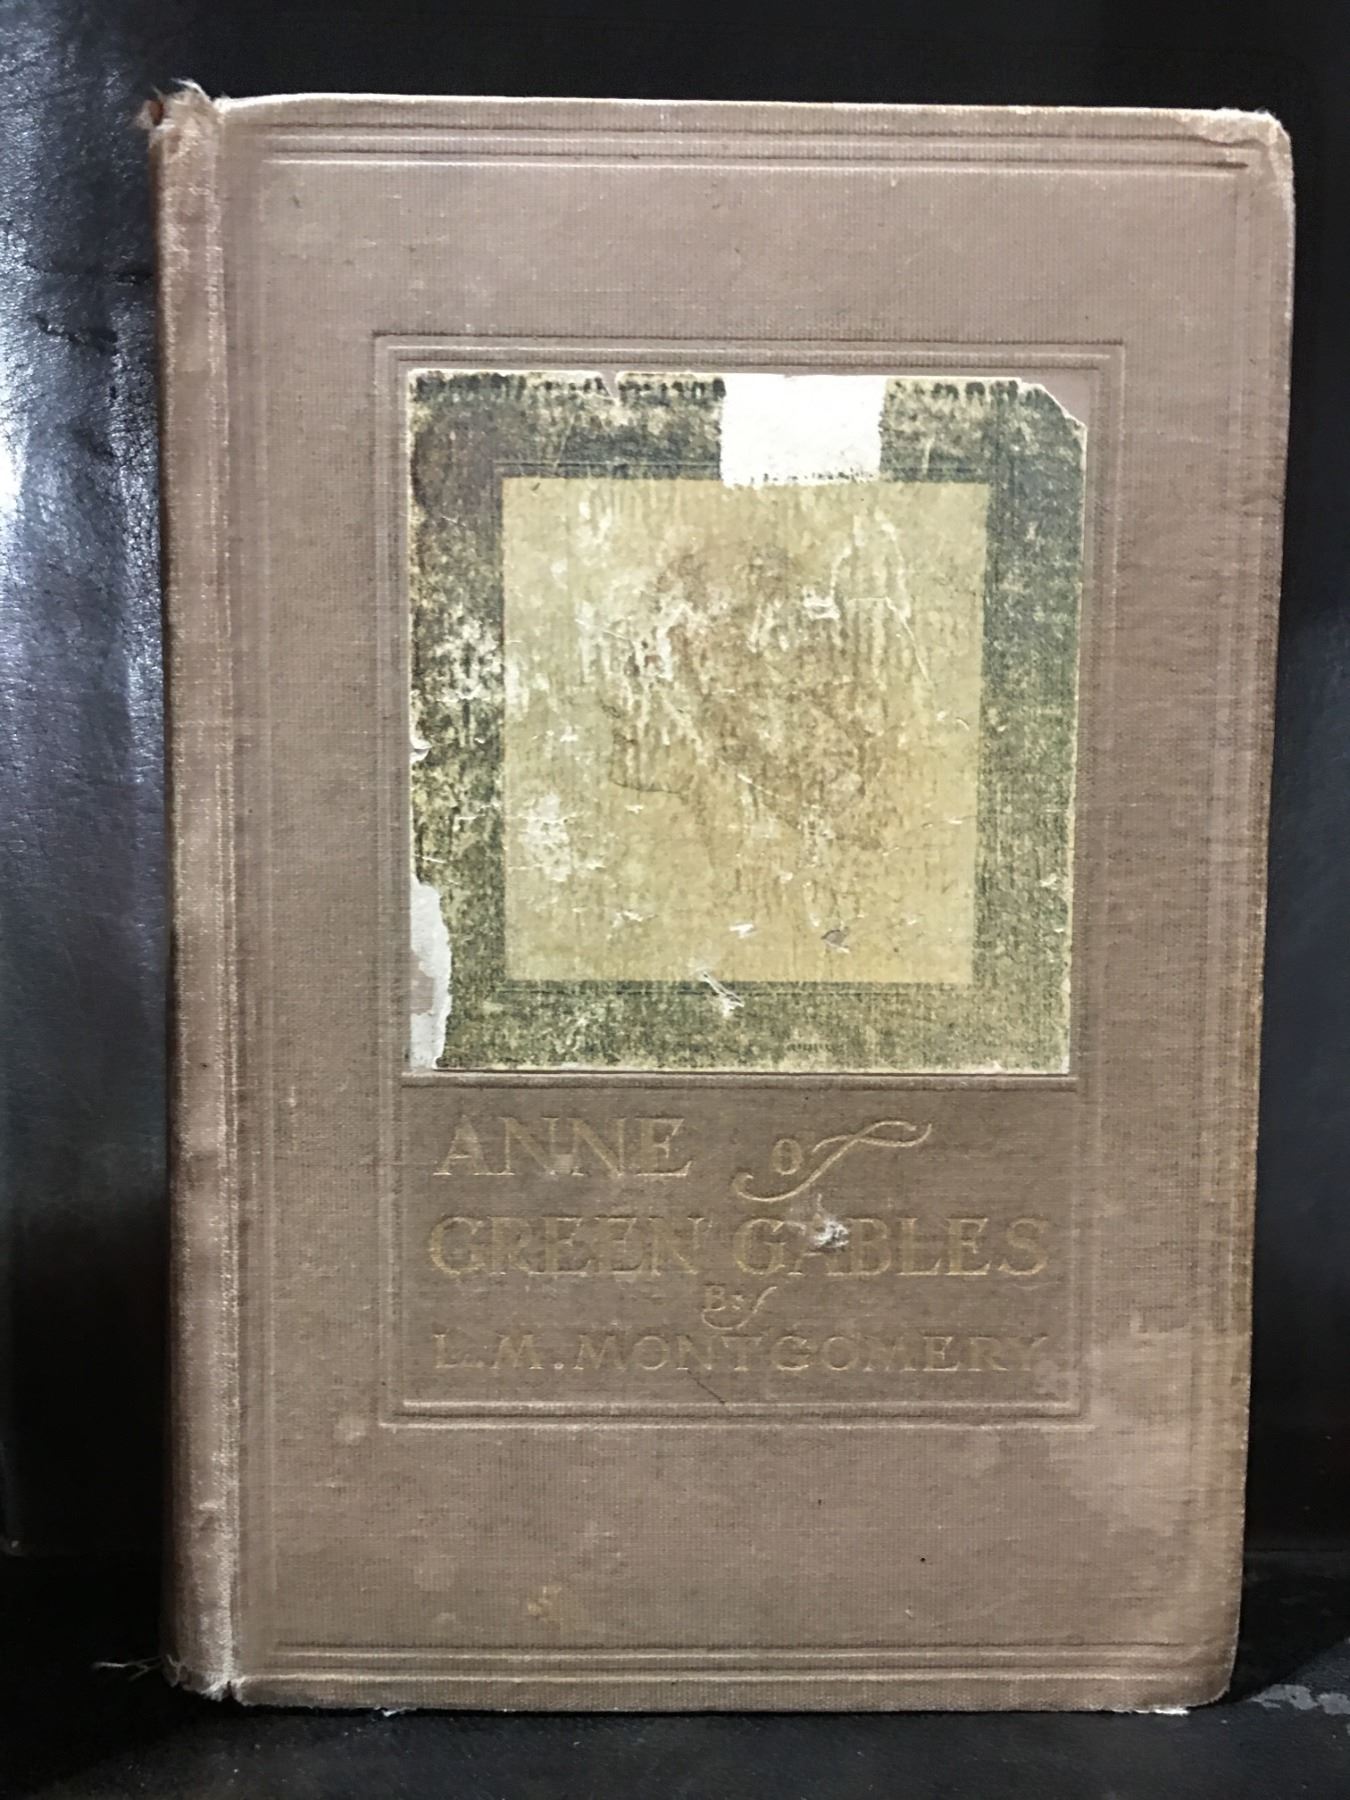 ANNE of
GREEN GABLES
By
L. M. MONTGOMERY